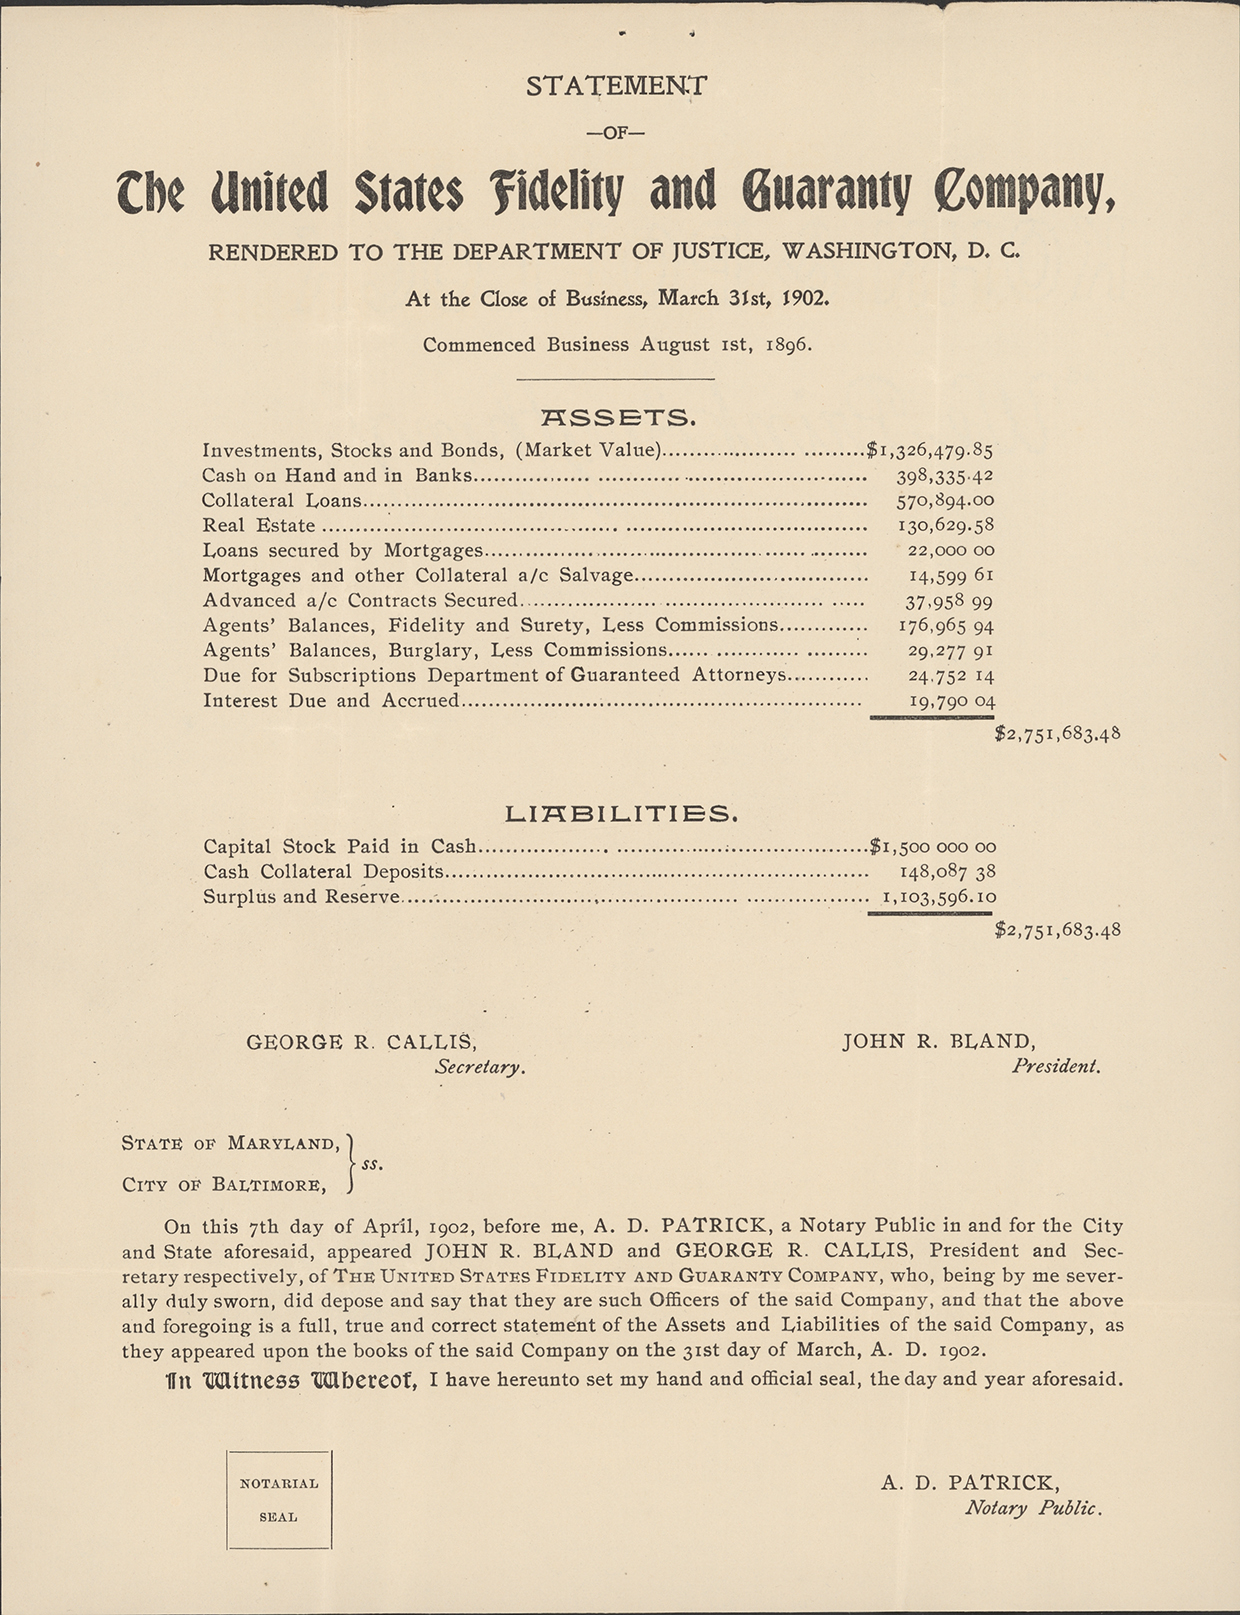 STATEMENT
—OF—
The United States Fidelity and Guaranty Company,
RENDERED TO THE DEPARTMENT OF JUSTICE, WASHINGTON, D. C.
At the Close of Business, March 31st, 1902.
Commenced Business August 1st, 1896.
ASSETS.
Investments, Stocks and Bonds, (Market Value)............................$1,326,479.85
Cash on Hand and in Banks............................ 398,335.42
Collateral Loans............................ 570,894.00
Real Estate ............................ 130,629.58
Loans secured by Mortgages............................ 22,000 00
Mortgages and other Collateral a/c Salvage............................ 14,599 61
Advanced a/c Contracts Secured............................ 37,958 99
Agents' Balances, Fidelity and Surety, Less Commissions............. 176,965 94
Agents' Balances, Burglary, Less Commissions............................ 29,277 91
Due for Subscriptions Department of Guaranteed Attorneys............ 24,752 14
Interest Due and Accrued............................ 19,790 04
$2,751,683.48
LIABILITIES.
Capital Stock Paid in Cash............................$1,500 000 00
Cash Collateral Deposits............................ 148,087 38
Surplus and Reserve............................ 1,103,596.10
$2,751,683.48
GEORGE R. CALLIS, JOHN R. BLAND,
Secretary. President.
STATE OF MARYLAND,
ss.
CITY OF BALTIMORE,
On this 7th day of April, 1902, before me, A. D. PATRICK, a Notary Public in and for the City
and State aforesaid, appeared JOHN R. BLAND and GEORGE R. CALLIS, President and Sec-
retary respectively, of THE UNITED STATES FIDELITY AND GUARANTY COMPANY, who, being by me sever-
ally duly sworn, did depose and say that they are such Officers of the said Company, and that the above
and foregoing is a full, true and correct statement of the Assets and Liabilities of the said Company, as
they appeared upon the books of the said Company on the 31st day of March, A. D. 1902.
In Witness Whereof, I have hereunto set my hand and official seal, the day and year aforesaid.
NOTARIAL
SEAL
A. D. PATRICK,
Notary Public.